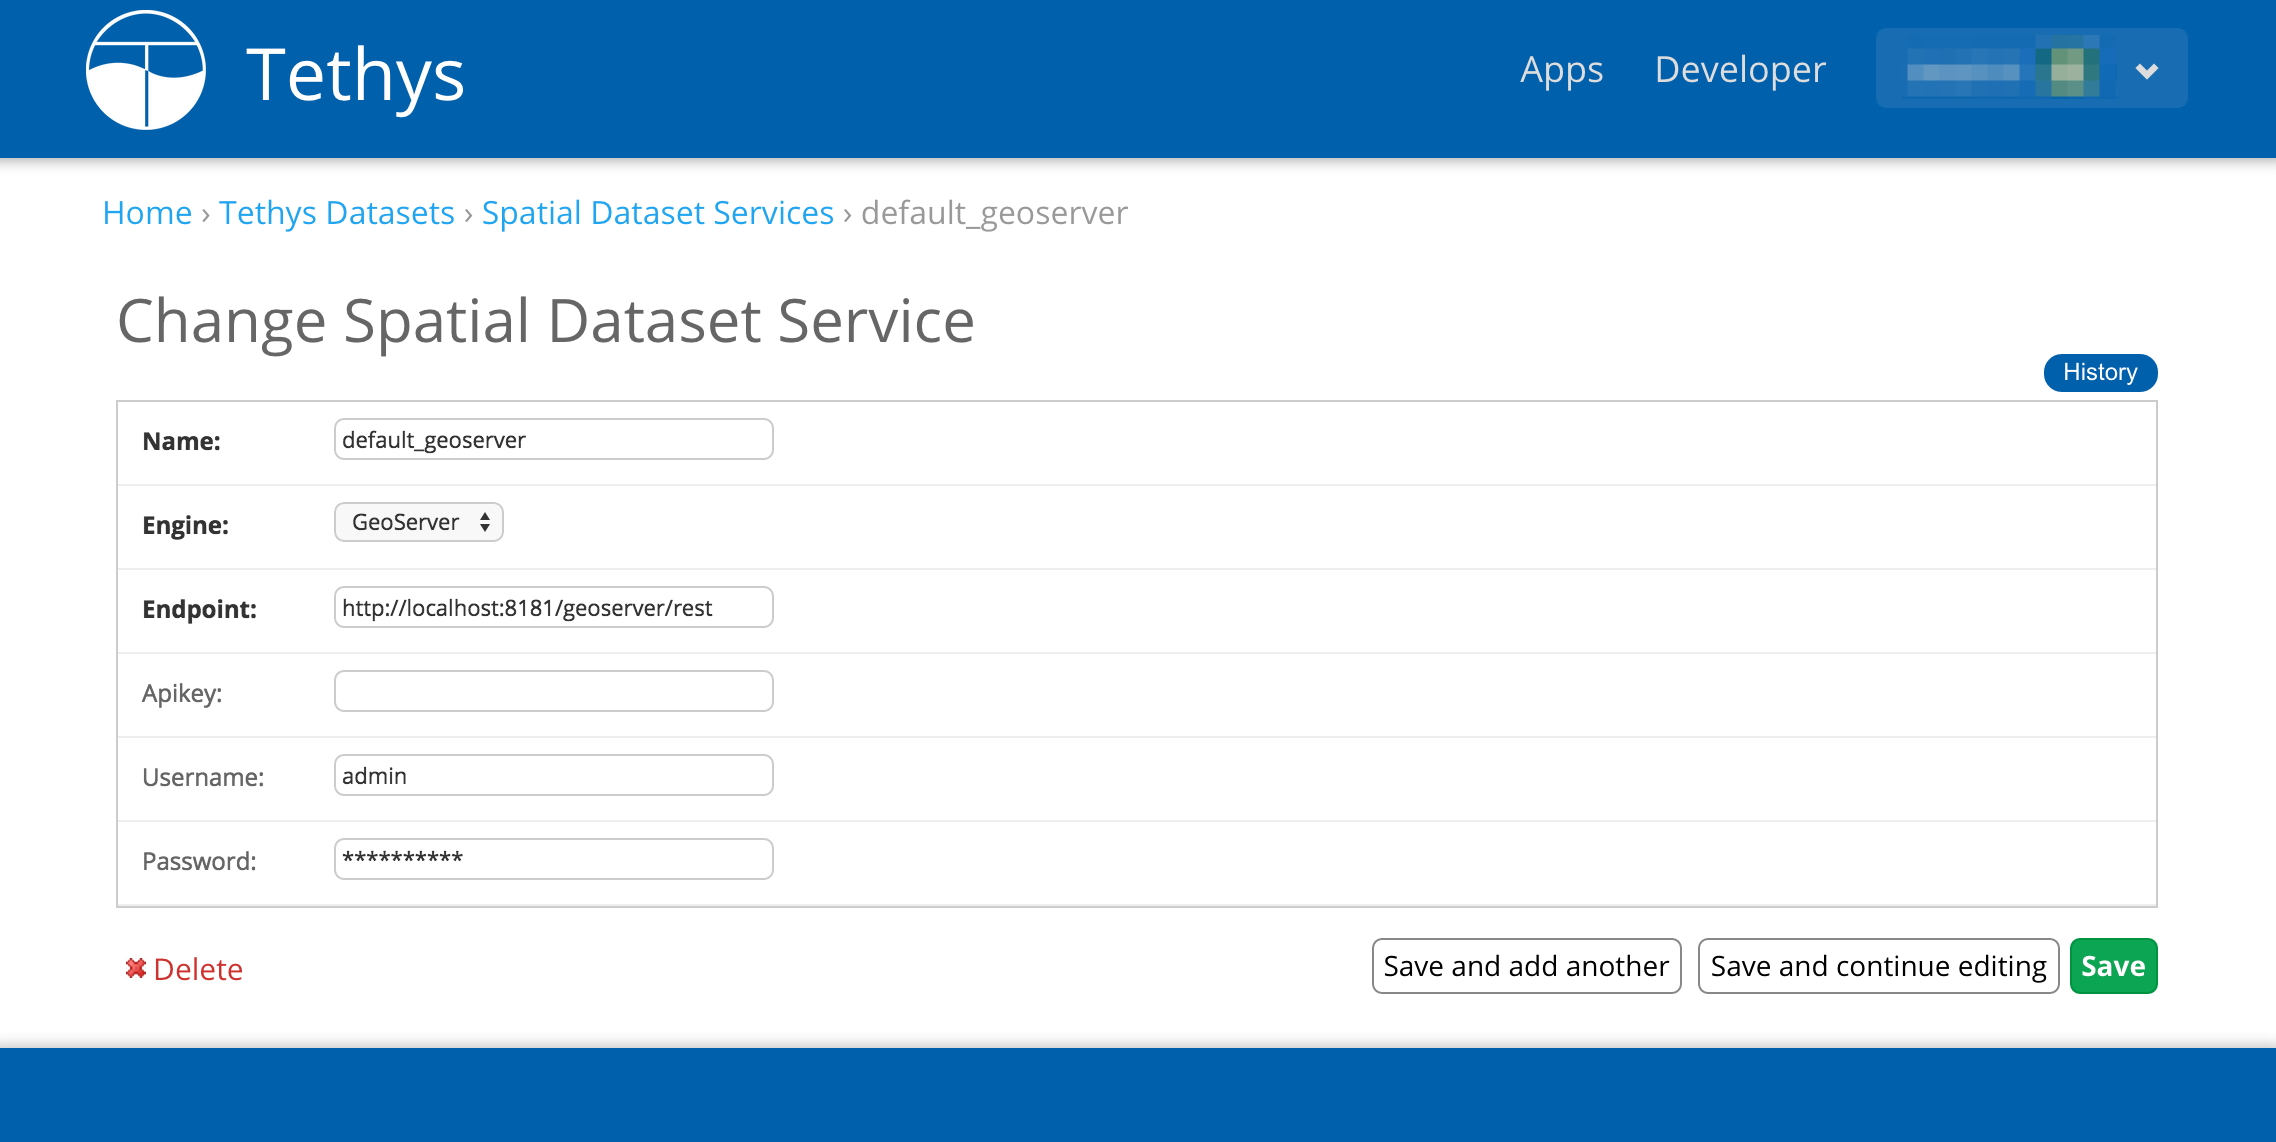 Tethys
Apps Developer
Home › Tethys Datasets › Spatial Dataset Services › default_geoserver
Change Spatial Dataset Service
History
Name: default_geoserver
Engine: GeoServer
Endpoint: http://localhost:8181/geoserver/rest
Apikey:
Username: admin
Password: **********
Delete
Save and add another Save and continue editing Save